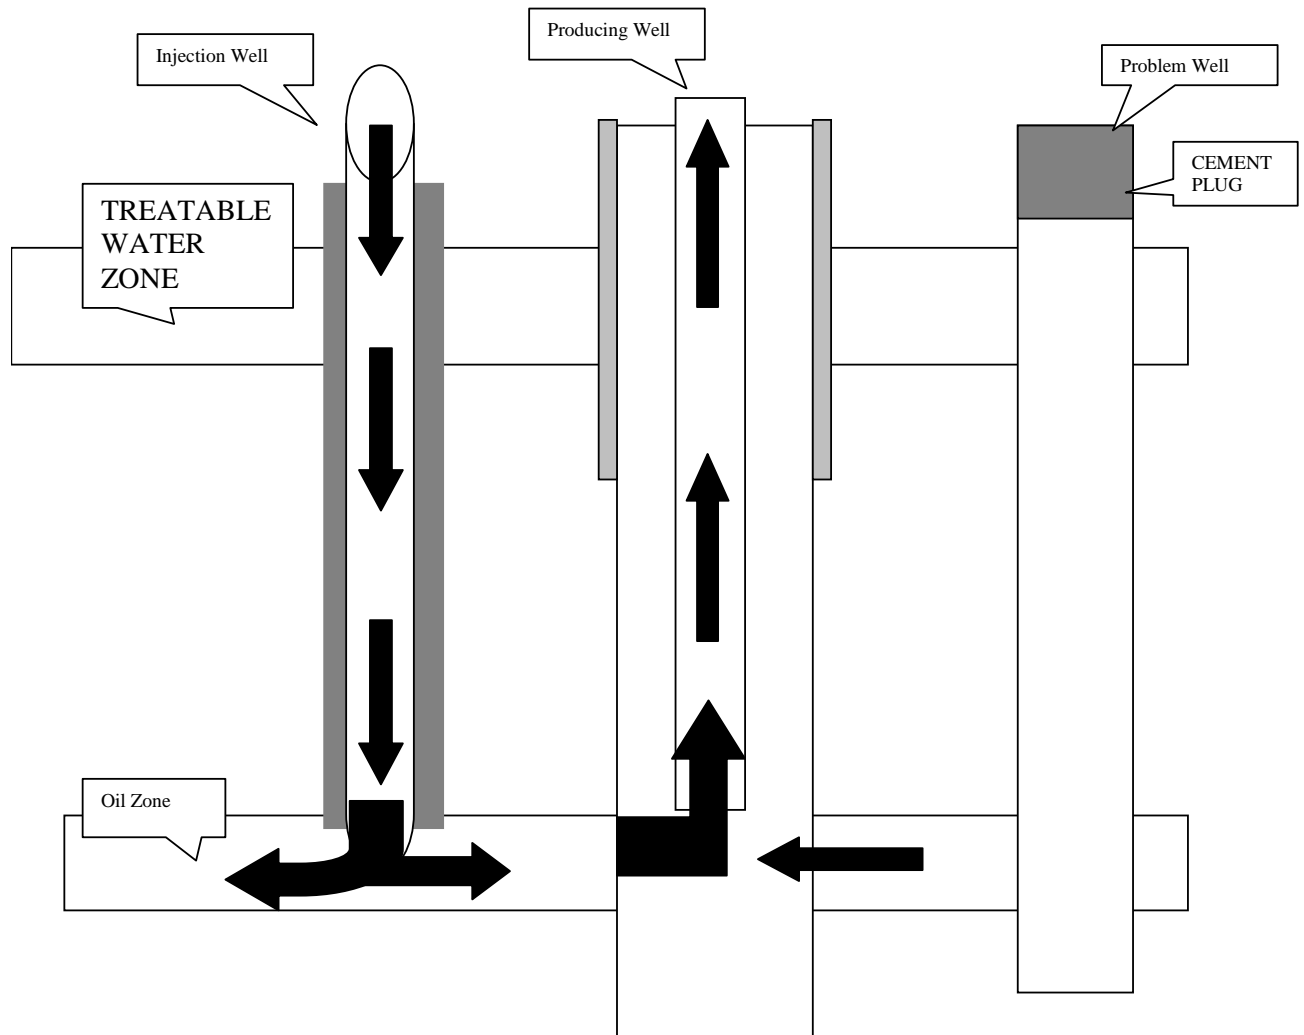 Injection Well
Producing Well
Problem Well
CEMENT
PLUG
TREATABLE
WATER
ZONE
Oil Zone